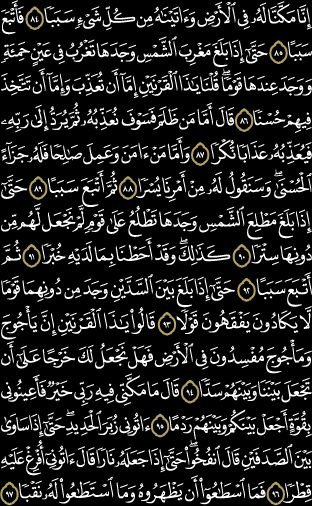 إِنَّا مَكَّنَّا لَهُۥ فِى ٱلْأَرْضِ وَءَاتَيْنَٰهُ مِن كُلِّ شَىْءٍ سَبَبًا ٨٤ فَأَتْبَعَ
سَبَبًا ٨٥ حَتَّىٰٓ إِذَا بَلَغَ مَغْرِبَ ٱلشَّمْسِ وَجَدَهَا تَغْرُبُ فِى عَيْنٍ حَمِئَةٍ
وَوَجَدَ عِندَهَا قَوْمًا ۗ قُلْنَا يَٰذَا ٱلْقَرْنَيْنِ إِمَّآ أَن تُعَذِّبَ وَإِمَّآ أَن تَتَّخِذَ
فِيهِمْ حُسْنًا ٨٦ قَالَ أَمَّا مَن ظَلَمَ فَسَوْفَ نُعَذِّبُهُۥ ثُمَّ يُرَدُّ إِلَىٰ رَبِّهِۦ
فَيُعَذِّبُهُۥ عَذَابًا نُّكْرًا ٨٧ وَأَمَّا مَنْ ءَامَنَ وَعَمِلَ صَٰلِحًا فَلَهُۥ جَزَآءً
ٱلْحُسْنَىٰ ۖ وَسَنَقُولُ لَهُۥ مِنْ أَمْرِنَا يُسْرًا ٨٨ ثُمَّ أَتْبَعَ سَبَبًا ٨٩ حَتَّىٰٓ
إِذَا بَلَغَ مَطْلِعَ ٱلشَّمْسِ وَجَدَهَا تَطْلُعُ عَلَىٰ قَوْمٍ لَّمْ نَجْعَل لَّهُم مِّن
دُونِهَا سِتْرًا ٩٠ كَذَٰلِكَ ۖ وَقَدْ أَحَطْنَا بِمَا لَدَيْهِ خُبْرًا ٩١ ثُمَّ
أَتْبَعَ سَبَبًا ٩٢ حَتَّىٰٓ إِذَا بَلَغَ بَيْنَ ٱلسَّدَّيْنِ وَجَدَ مِن دُونِهِمَا قَوْمًا
لَّا يَكَادُونَ يَفْقَهُونَ قَوْلًا ٩٣ قَالُوا۟ يَٰذَا ٱلْقَرْنَيْنِ إِنَّ يَأْجُوجَ
وَمَأْجُوجَ مُفْسِدُونَ فِى ٱلْأَرْضِ فَهَلْ نَجْعَلُ لَكَ خَرْجًا عَلَىٰٓ أَن
تَجْعَلَ بَيْنَنَا وَبَيْنَهُمْ سَدًّا ٩٤ قَالَ مَا مَكَّنِّى فِيهِ رَبِّى خَيْرٌ فَأَعِينُونِى
بِقُوَّةٍ أَجْعَلْ بَيْنَكُمْ وَبَيْنَهُمْ رَدْمًا ٩٥ ءَاتُونِى زُبَرَ ٱلْحَدِيدِ ۖ حَتَّىٰٓ إِذَا سَاوَىٰ
بَيْنَ ٱلصَّدَفَيْنِ قَالَ ٱنفُخُوا۟ ۖ حَتَّىٰٓ إِذَا جَعَلَهُۥ نَارًا قَالَ ءَاتُونِىٓ أُفْرِغْ عَلَيْهِ
قِطْرًا ٩٦ فَمَا ٱسْطَٰعُوٓا۟ أَن يَظْهَرُوهُ وَمَا ٱسْتَطَٰعُوا۟ لَهُۥ نَقْبًا ٩٧